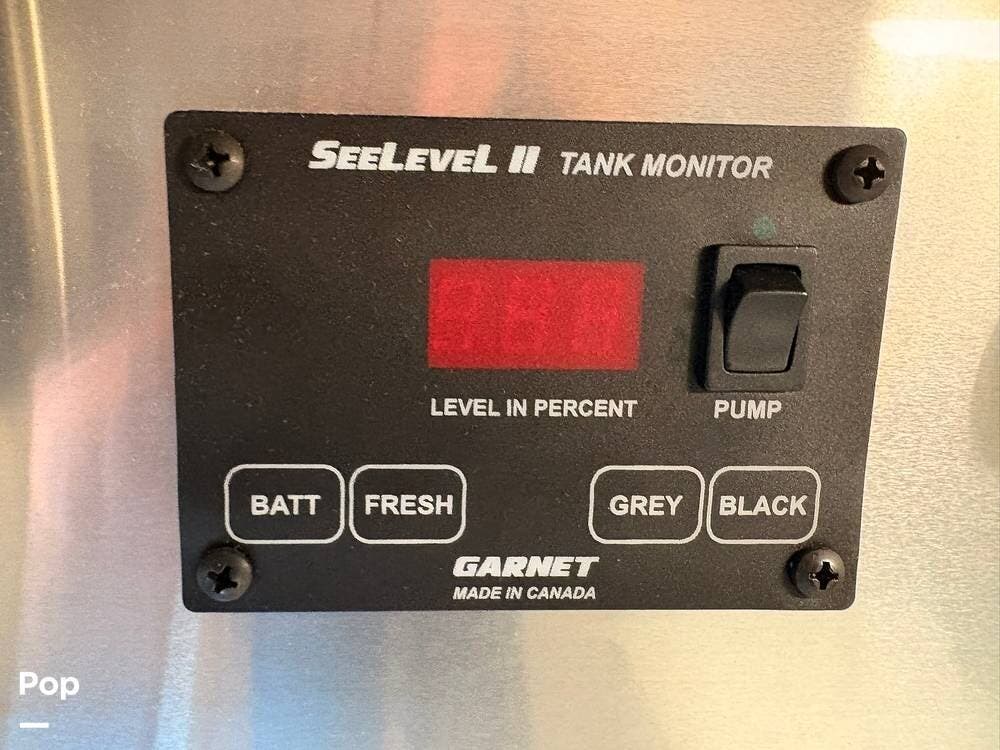 SEELEVEL II TANK MONITOR
LEVEL IN PERCENT
PUMP
BATT FRESH GREY BLACK
GARNET
MADE IN CANADA
Pop